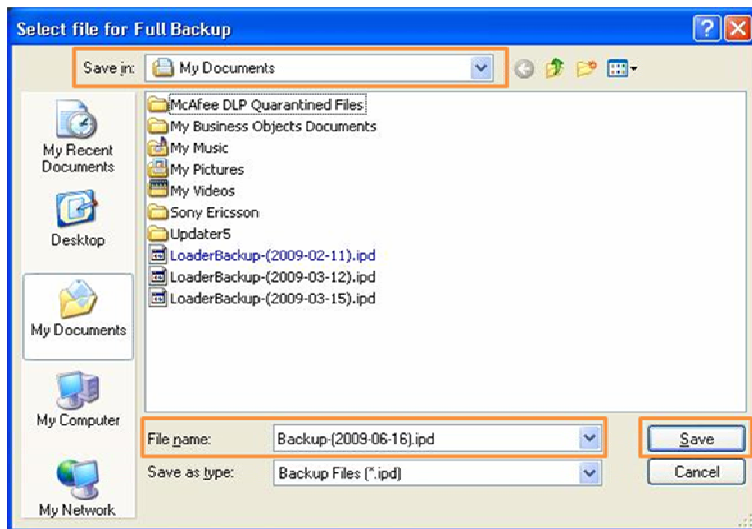 Select file for Full Backup
Save in: My Documents
McAfee DLP Quarantined Files
My Business Objects Documents
My Music
My Pictures
My Videos
Sony Ericsson
Updater5
LoaderBackup-(2009-02-11).ipd
LoaderBackup-(2009-03-12).ipd
LoaderBackup-(2009-03-15).ipd
My Recent
Documents
Desktop
My Documents
My Computer
My Network
File name: Backup-(2009-06-16).ipd
Save
Save as type: Backup Files (*.ipd)
Cancel